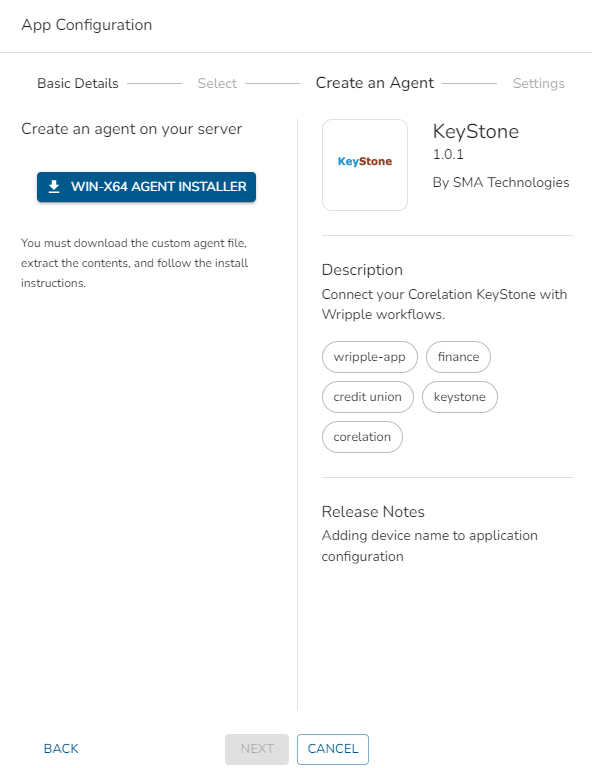 App Configuration
Basic Details
Select
Create an Agent
Settings
Create an agent on your server
WIN-X64 AGENT INSTALLER
You must download the custom agent file,
extract the contents, and follow the install
instructions.
KeyStone
KeyStone
1.0.1
By SMA Technologies
Description
Connect your Corelation KeyStone with
Wripple workflows.
wripple-app
finance
credit union
keystone
corelation
Release Notes
Adding device name to application
configuration
BACK
NEXT
CANCEL